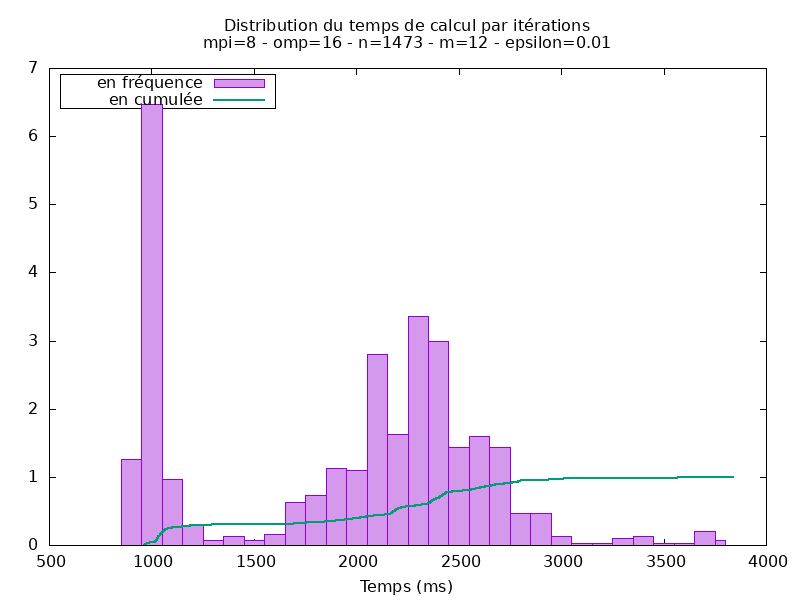 Distribution du temps de calcul par itérations
mpi=8 - omp=16 - n=1473 - m=12 - epsilon=0.01
7
6
5
4
3
2
1
0
en fréquence
en cumulée
500 1000 1500 2000 2500 3000 3500 4000
Temps (ms)